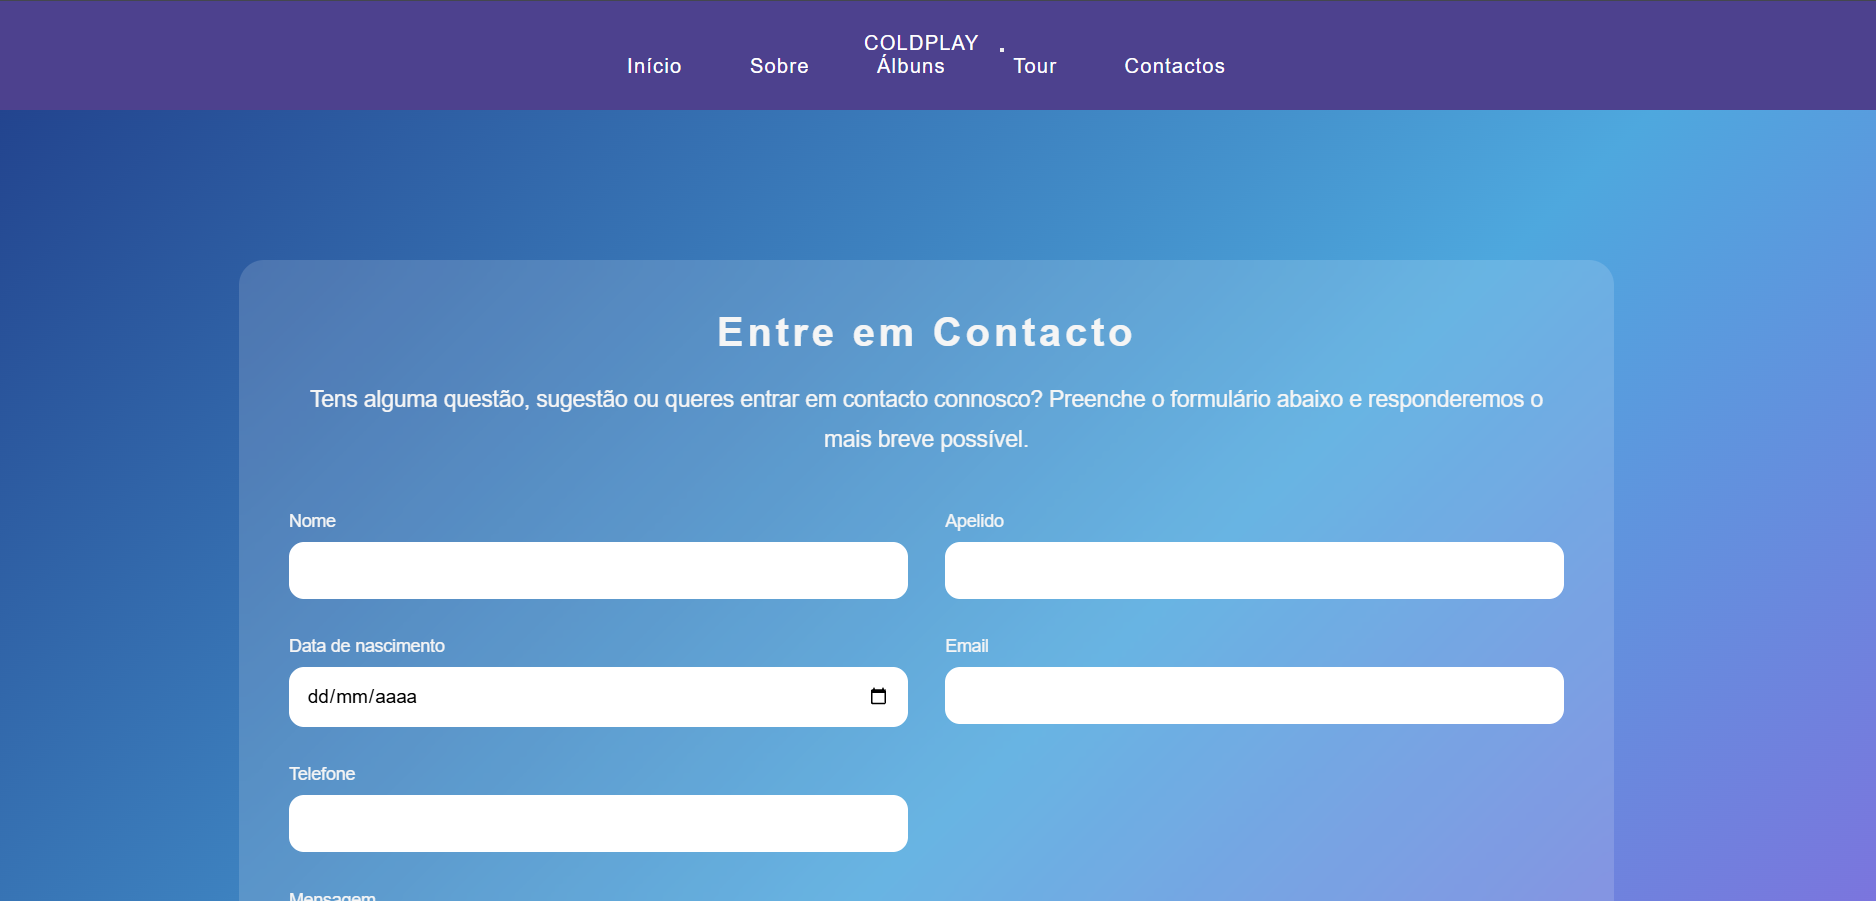 COLDPLAY
Início Sobre Álbuns Tour Contactos
Entre em Contacto
Tens alguma questão, sugestão ou queres entrar em contacto connosco? Preenche o formulário abaixo e responderemos o
mais breve possível.
Nome Apelido
Data de nascimento Email
dd/mm/aaaa
Telefone
Mensagem